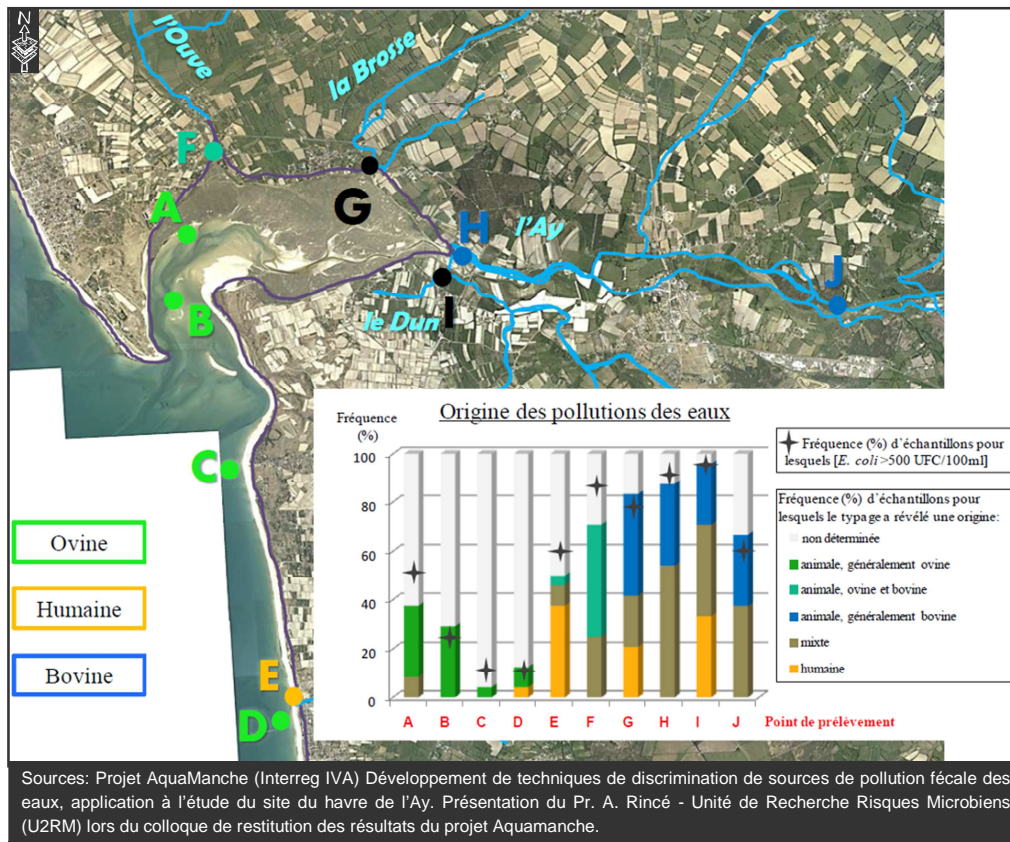 N
l'Ouve
la Brosse
F
A
G
H
l'Ay
J
B
I
le Dun
C
E
D
Ovine
Humaine
Bovine
Origine des pollutions des eaux
Fréquence
(%)
100
80
60
40
20
0
A B C D E F G H I J
Point de prélèvement
Fréquence (%) d'échantillons pour
lesquels [E. coli >500 UFC/100ml]
Fréquence (%) d'échantillons pour
lesquels le typage a révélé une origine:
non déterminée
animale, généralement ovine
animale, ovine et bovine
animale, généralement bovine
mixte
humaine
Sources: Projet AquaManche (Interreg IVA) Développement de techniques de discrimination de sources de pollution fécale des
eaux, application à l'étude du site du havre de l'Ay. Présentation du Pr. A. Rincé - Unité de Recherche Risques Microbiens
(U2RM) lors du colloque de restitution des résultats du projet Aquamanche.